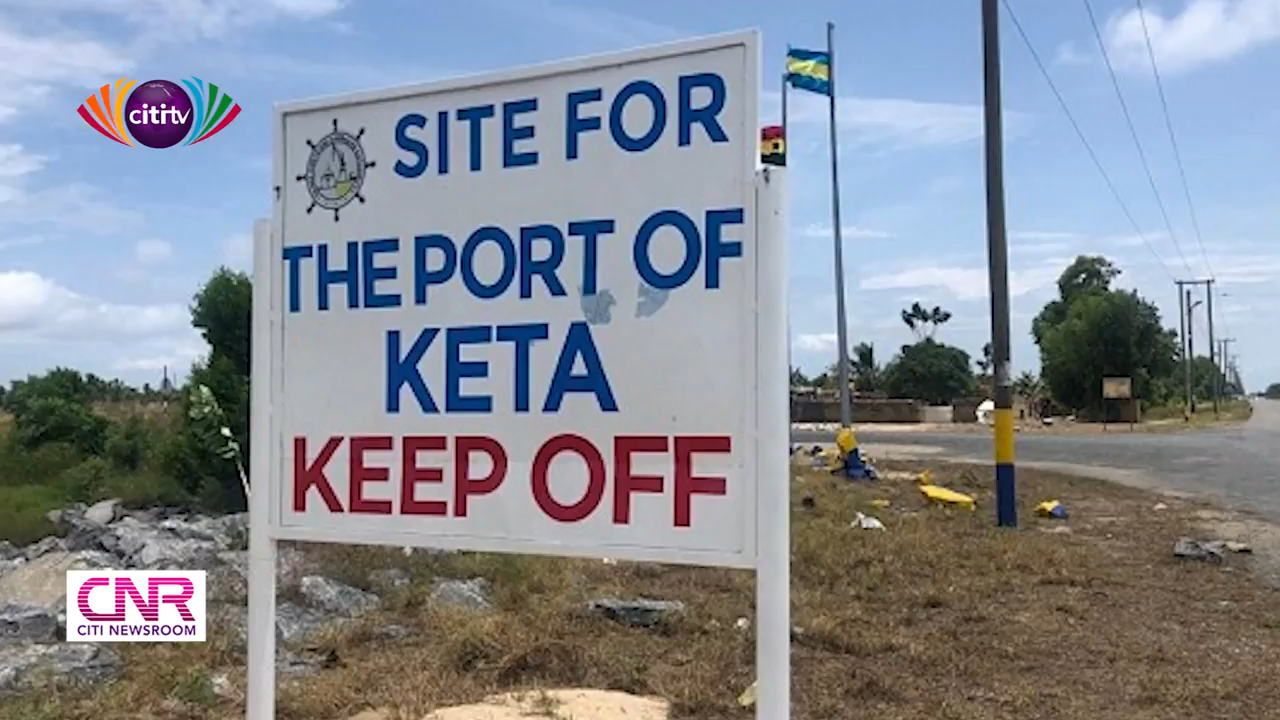 citi tv
SITE FOR
THE PORT OF
KETA
KEEP OFF
CNR
CITI NEWSROOM